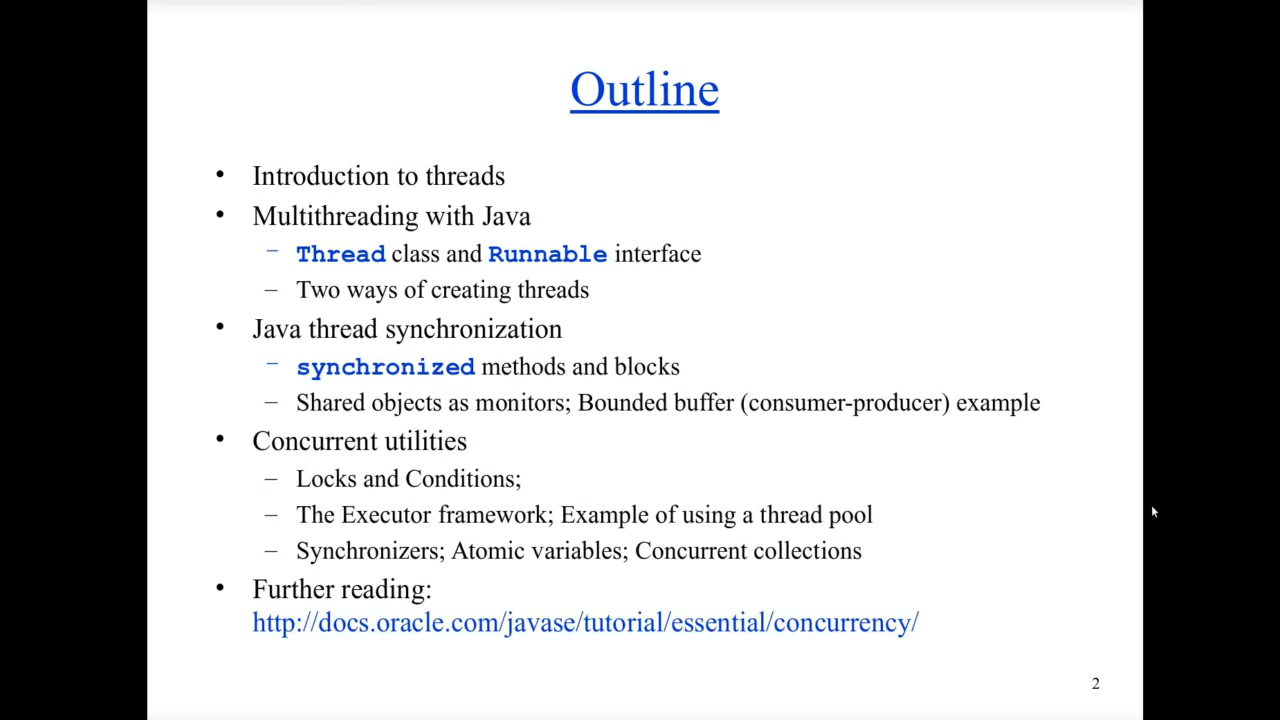 Outline
• Introduction to threads
• Multithreading with Java
– Thread class and Runnable interface
– Two ways of creating threads
• Java thread synchronization
– synchronized methods and blocks
– Shared objects as monitors; Bounded buffer (consumer-producer) example
• Concurrent utilities
– Locks and Conditions;
– The Executor framework; Example of using a thread pool
– Synchronizers; Atomic variables; Concurrent collections
• Further reading:
http://docs.oracle.com/javase/tutorial/essential/concurrency/
2